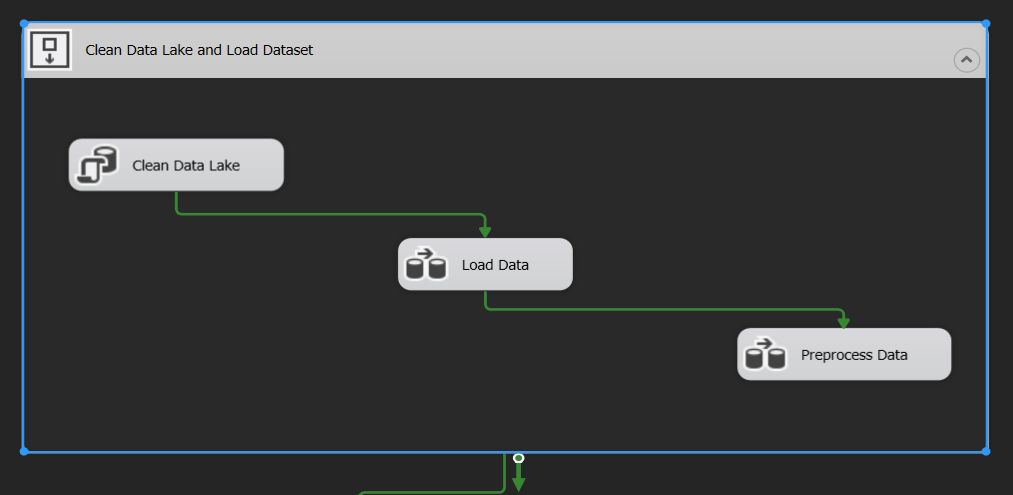 Clean Data Lake and Load Dataset
Clean Data Lake
Load Data
Preprocess Data